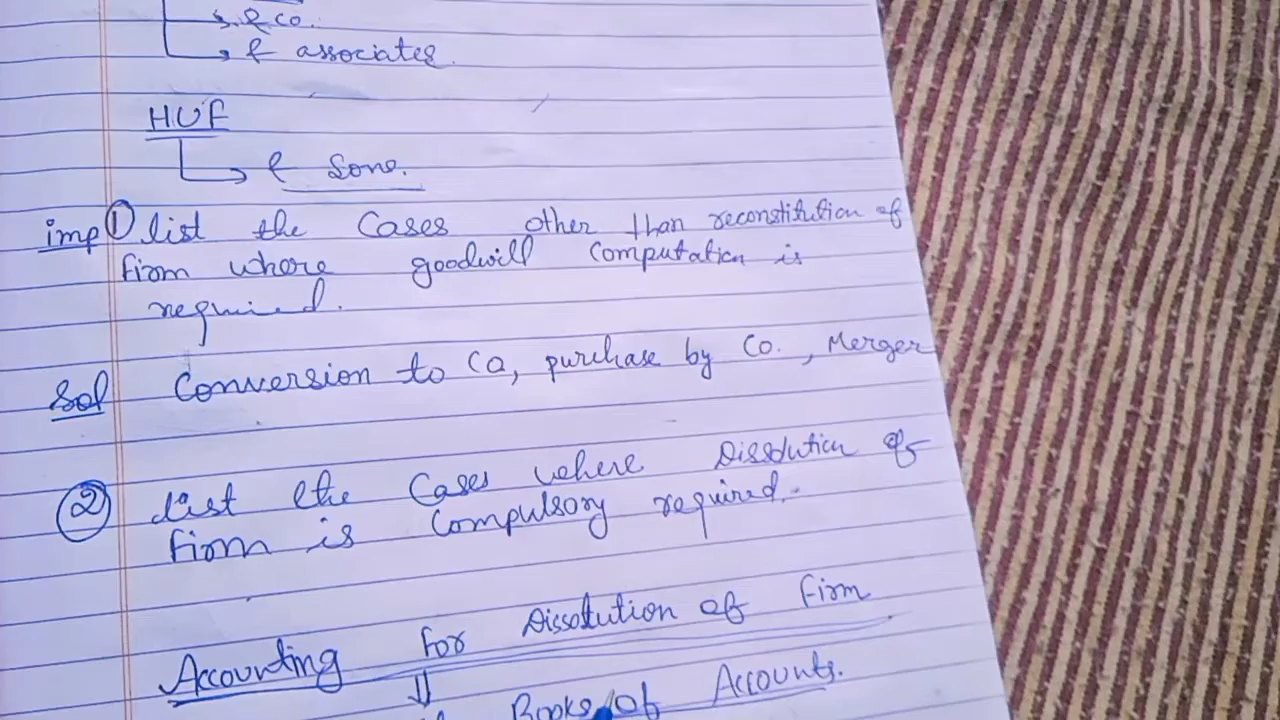 & co.
& associates.
HUF
& Sons.
imp ① list the Cases other than reconstitution of
firm where goodwill computation is
required.
Sol Conversion to Co, purchase by Co., Merger
② list the Cases where Dissolution of
firm is compulsory required.
Accounting for Dissolution of firm
Books of Accounts.